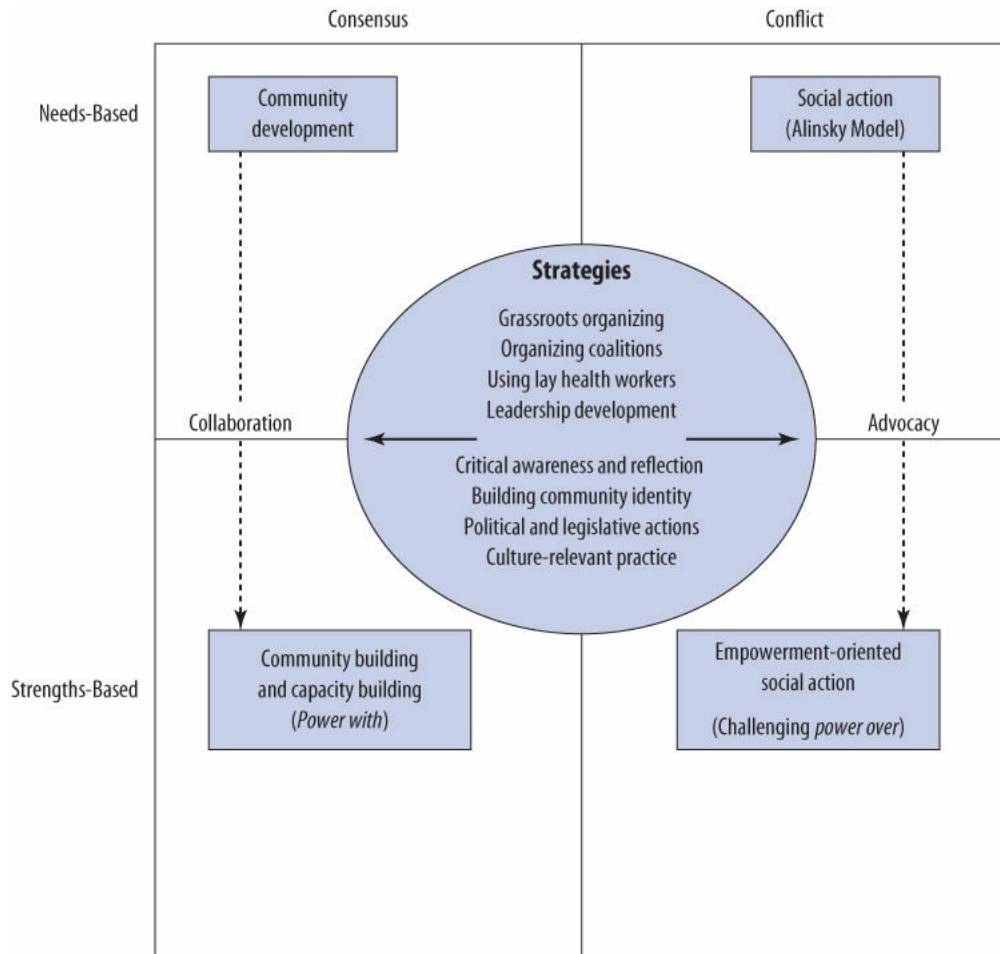 Consensus
Conflict
Needs-Based
Community
development
Social action
(Alinsky Model)
Strategies
Grassroots organizing
Organizing coalitions
Using lay health workers
Leadership development
Collaboration
Advocacy
Critical awareness and reflection
Building community identity
Political and legislative actions
Culture-relevant practice
Strengths-Based
Community building
and capacity building
(Power with)
Empowerment-oriented
social action
(Challenging power over)